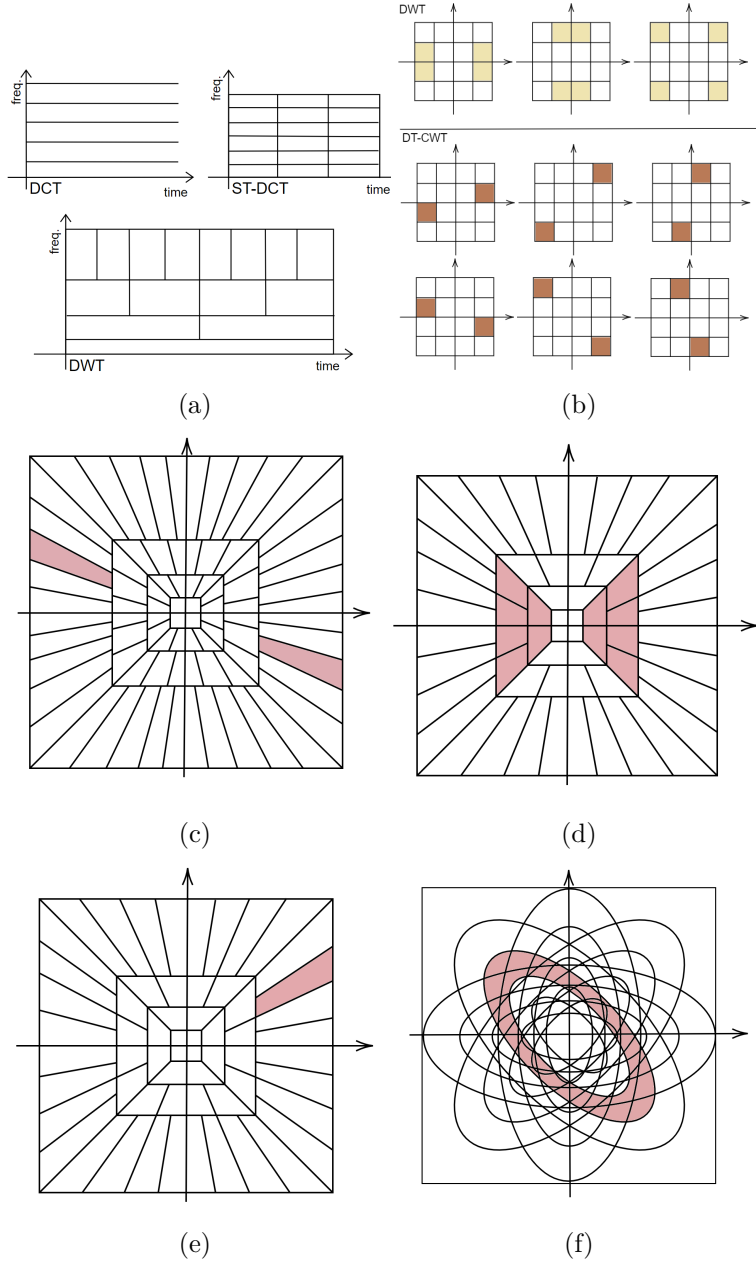 freq.
DCT
time
freq.
ST-DCT
time
freq.
DWT
time
(a)
DWT
DT-CWT
(b)
(c)
(d)
(e)
(f)